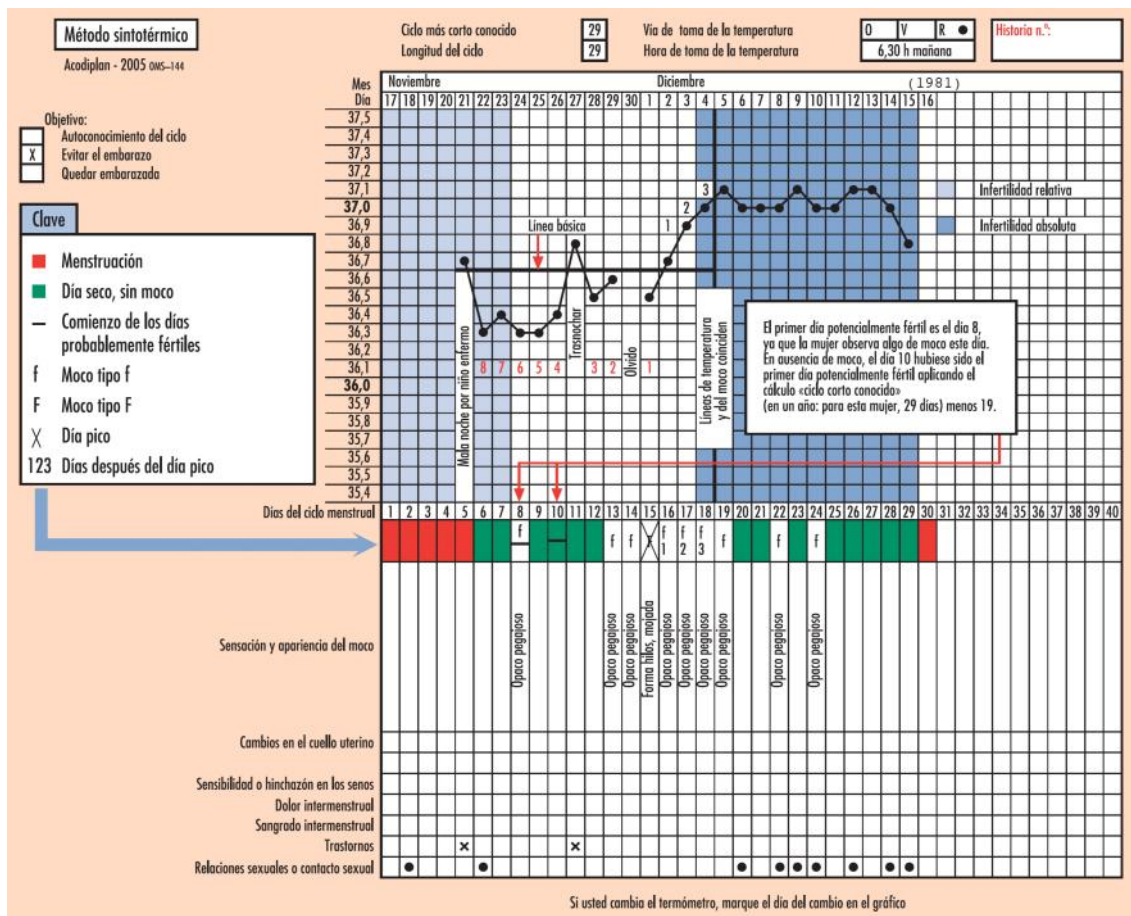 Método sintotérmico
Acodiplan - 2005 OMS-144
Ciclo más corto conocido 29
Longitud del ciclo 29
Vía de toma de la temperatura O V R ●
Hora de toma de la temperatura 6,30 h mañana
Historia n.º:
Objetivo:
Autoconocimiento del ciclo
X Evitar el embarazo
Quedar embarazada
Mes Noviembre Diciembre (1981)
Día 17 18 19 20 21 22 23 24 25 26 27 28 29 30 1 2 3 4 5 6 7 8 9 10 11 12 13 14 15 16
37,5
37,4
37,3
37,2
37,1
37,0
36,9
36,8
36,7
36,6
36,5
36,4
36,3
36,2
36,1
36,0
35,9
35,8
35,7
35,6
35,5
35,4
Línea básica
1 2 3
8 7 6 5 4 3 2 1
Mala noche por niño enfermo
Trasnochar
Olvido
Líneas de temperatura
y del moco coinciden
Infertilidad relativa
Infertilidad absoluta
El primer día potencialmente fértil es el día 8,
ya que la mujer observa algo de moco este día.
En ausencia de moco, el día 10 hubiese sido el
primer día potencialmente fértil aplicando el
cálculo «ciclo corto conocido»
(en un año: para esta mujer, 29 días) menos 19.
Clave
Menstruación
Día seco, sin moco
Comienzo de los días
probablemente fértiles
f Moco tipo f
F Moco tipo F
Día pico
123 Días después del día pico
Días del ciclo menstrual 1 2 3 4 5 6 7 8 9 10 11 12 13 14 15 16 17 18 19 20 21 22 23 24 25 26 27 28 29 30 31 32 33 34 35 36 37 38 39 40
f f f F f f f f f f
1 2 3
Sensación y apariencia del moco
Opaco pegajoso
Opaco pegajoso
Opaco pegajoso
Forma hilos, mojada
Opaco pegajoso
Opaco pegajoso
Opaco pegajoso
Opaco pegajoso
Opaco pegajoso
Opaco pegajoso
Cambios en el cuello uterino
Sensibilidad o hinchazón en los senos
Dolor intermenstrual
Sangrado intermenstrual
Trastornos × ×
Relaciones sexuales o contacto sexual
Si usted cambia el termómetro, marque el día del cambio en el gráfico